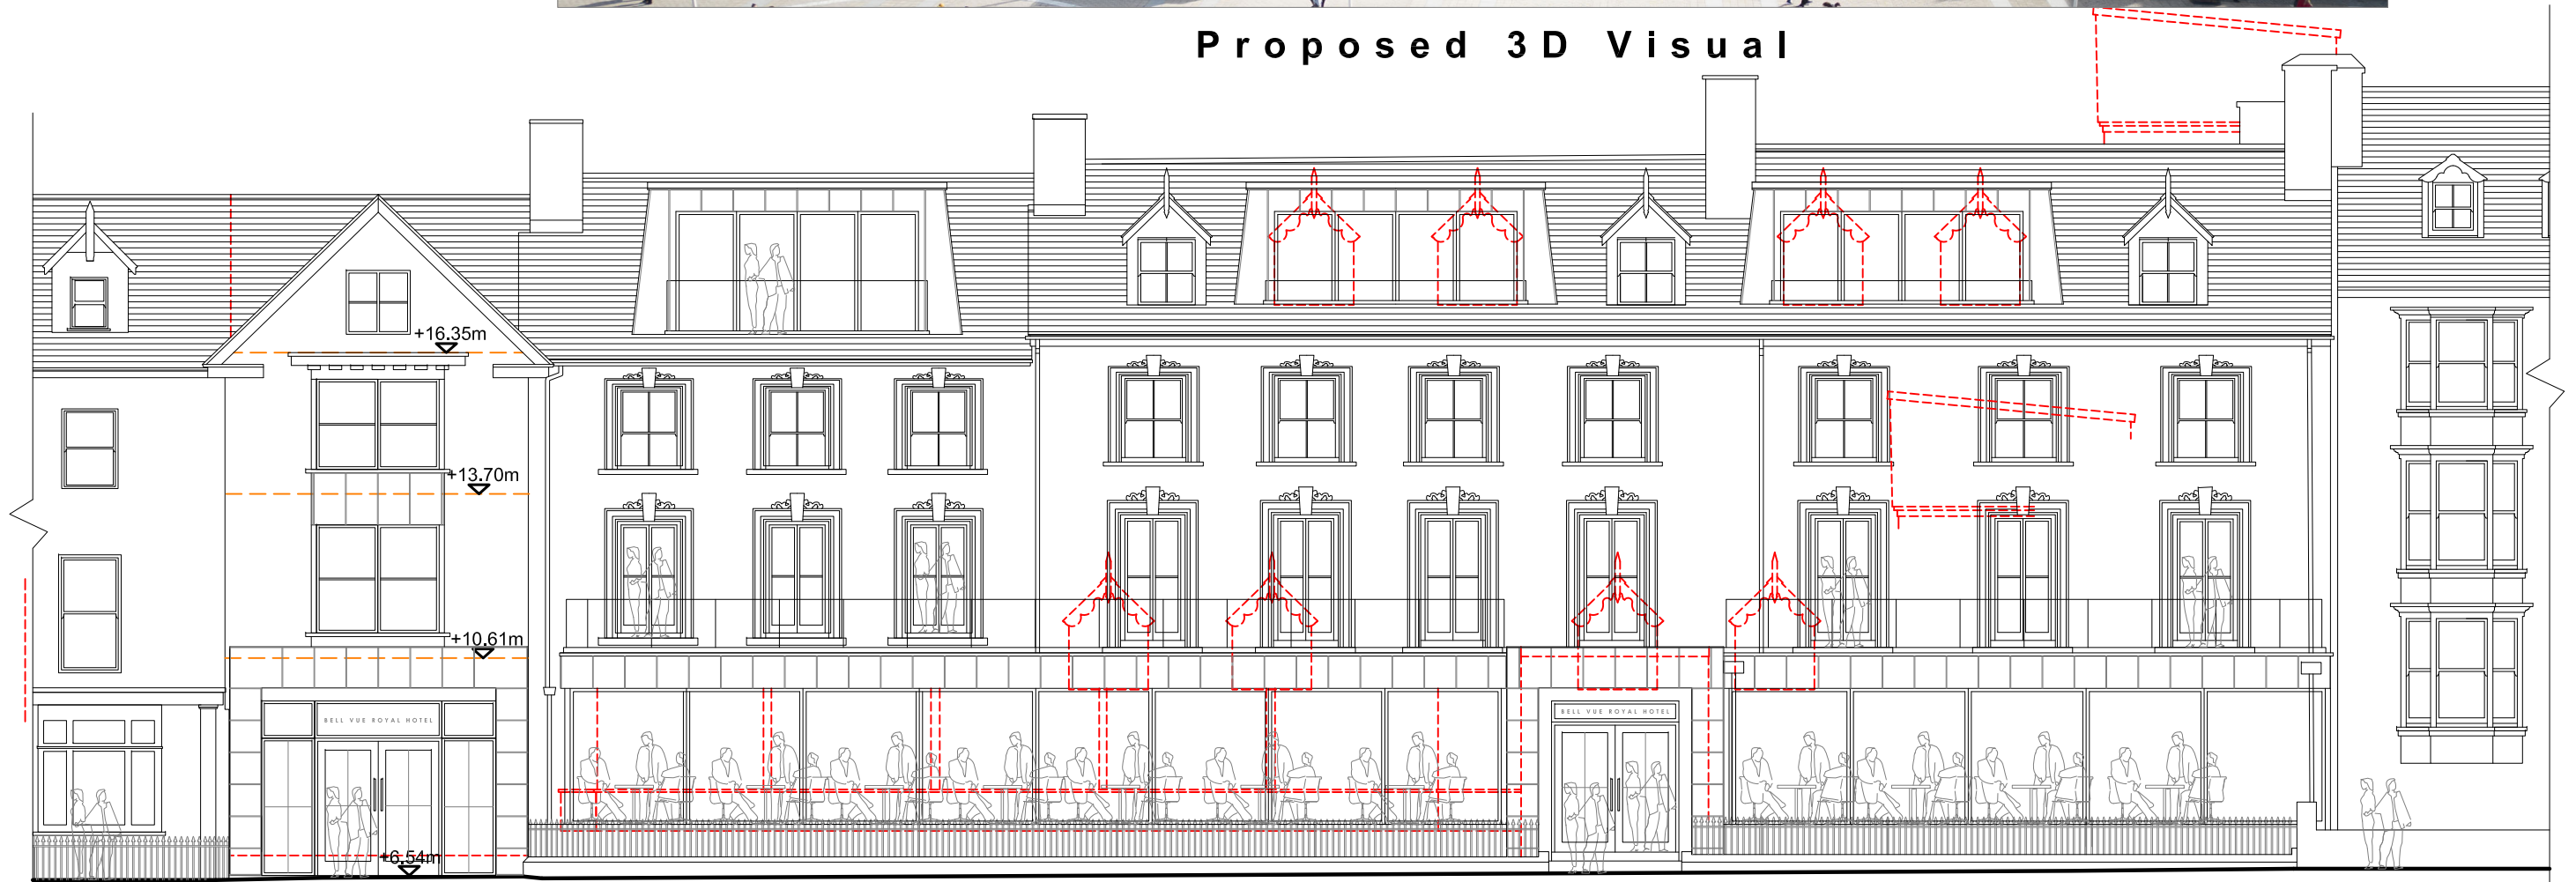 Proposed 3D Visual
+16.35m
+13.70m
+10.61m
BELL VUE ROYAL HOTEL
BELL VUE ROYAL HOTEL
+6.54m